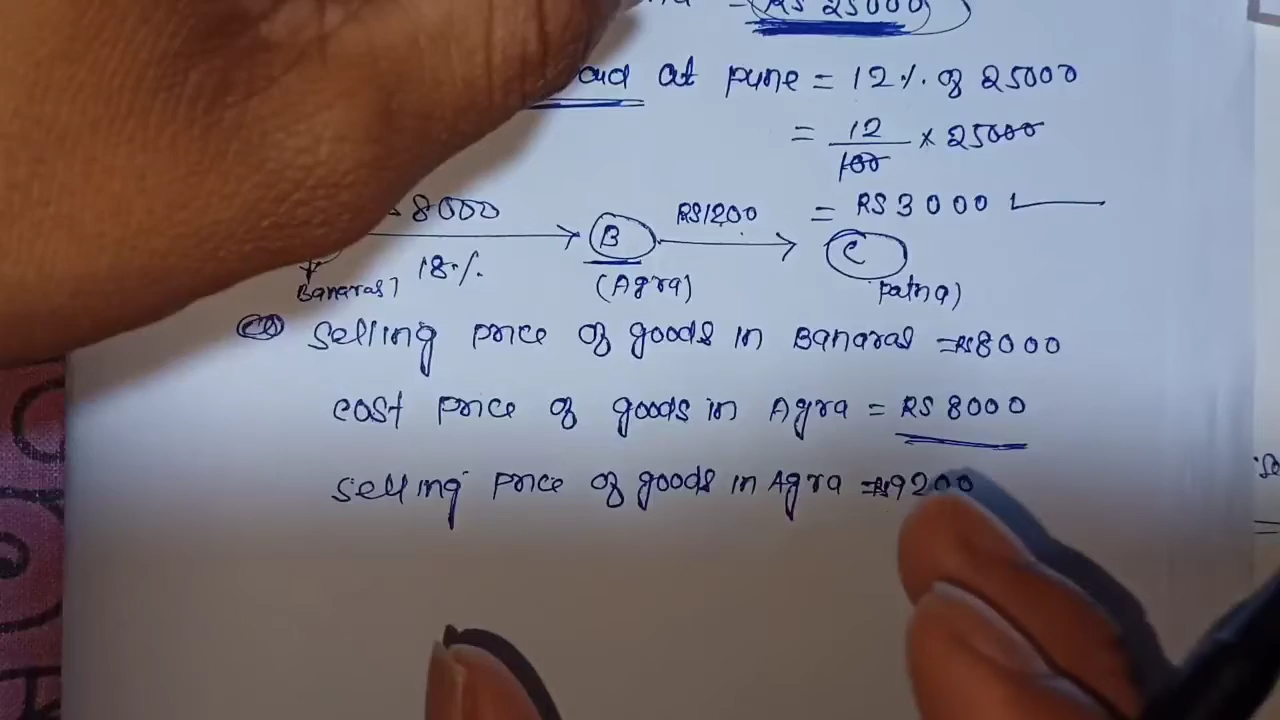 RS 25000
at pune = 12%. of 25000
= 12/100 × 25000
= RS 3000
8000 B RS1200 C
18%.
Banaras) (Agra) patna)
selling price of goods in Banaras =RS8000
cost price of goods in Agra = RS 8000
selling price of goods in Agra =RS9200